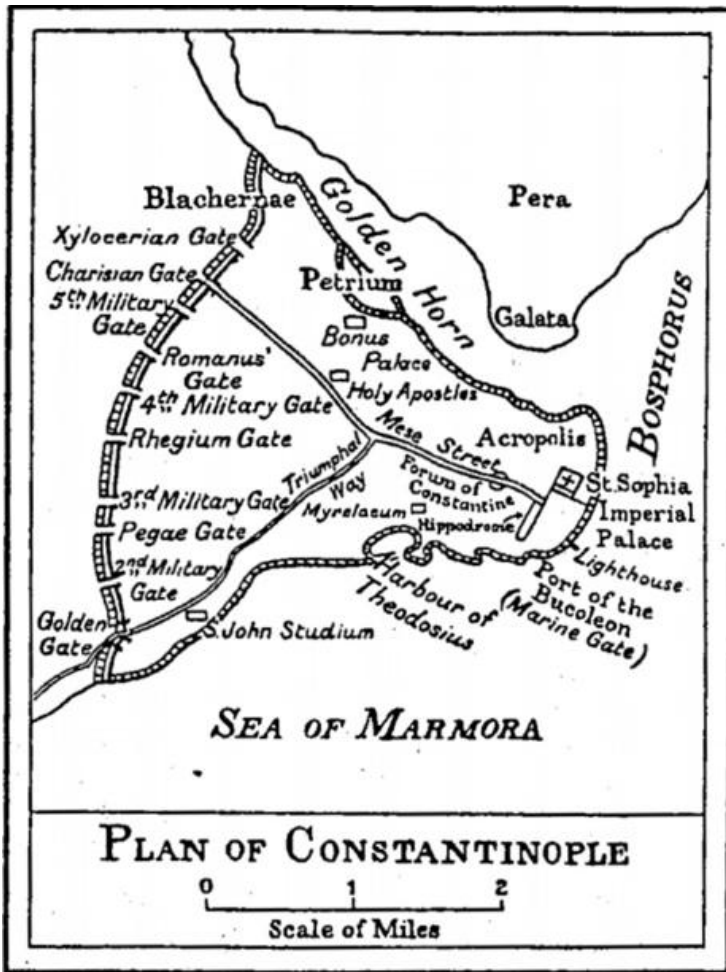 Blachernae
Golden Horn
Pera
Xylocerian Gate
Charisian Gate
5th Military
Gate
Petrium
Galata
BOSPHORUS
Bonus
Palace
Romanus'
Gate
Holy Apostles
4th Military Gate
Rhegium Gate
Mese Street
Acropolis
Triumphal
Way
Forum of
Constantine
St. Sophia
3rd Military Gate
Myrelaeum
Hippodrome
Imperial
Palace
Pegae Gate
2nd Military
Gate
Lighthouse
Harbour of
Theodosius
Port of the
Bucoleon
(Marine Gate)
Golden
Gate
S. John Studium
SEA OF MARMORA
PLAN OF CONSTANTINOPLE
0 1 2
Scale of Miles